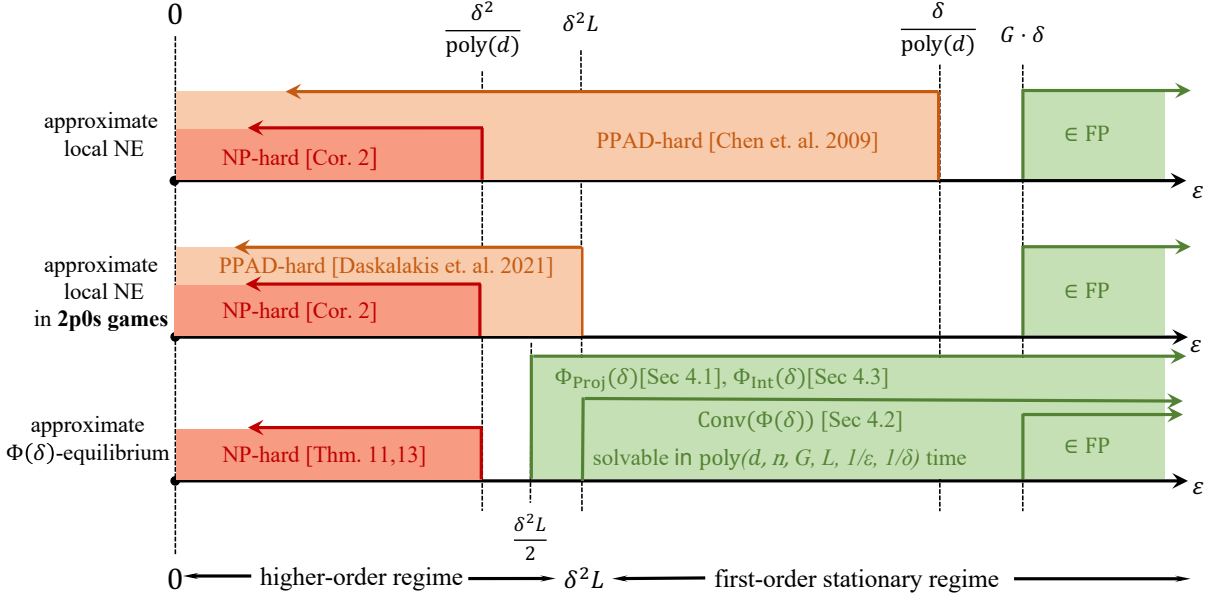 0
δ²
poly(d)
δ²L
δ
poly(d)
G · δ
approximate
local NE
NP-hard [Cor. 2]
PPAD-hard [Chen et. al. 2009]
∈ FP
ε
approximate
local NE
in 2p0s games
PPAD-hard [Daskalakis et. al. 2021]
NP-hard [Cor. 2]
∈ FP
ε
approximate
Φ(δ)-equilibrium
NP-hard [Thm. 11,13]
Φ_Proj(δ)[Sec 4.1], Φ_Int(δ)[Sec 4.3]
Conv(Φ(δ)) [Sec 4.2]
solvable in poly(d, n, G, L, 1/ε, 1/δ) time
∈ FP
ε
δ²L
2
0
higher-order regime
δ²L
first-order stationary regime